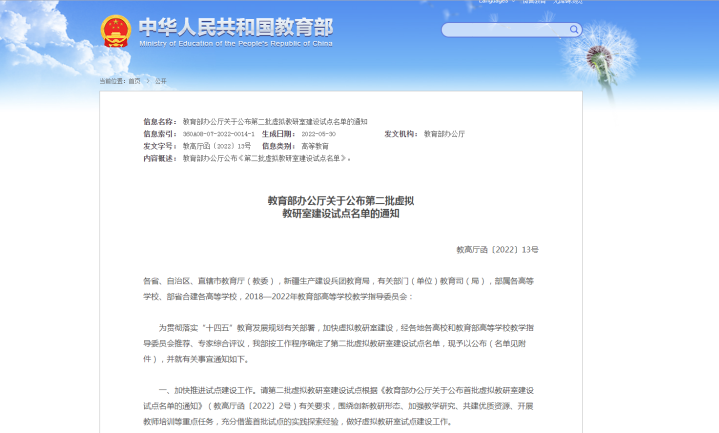 Languages
中华人民共和国教育部
Ministry of Education of the People's Republic of China
当前位置：首页 > 公开
信息名称： 教育部办公厅关于公布第二批虚拟教研室建设试点名单的通知
信息索引： 360A08-07-2022-0014-1 生成日期： 2022-05-30 发文机构： 教育部办公厅
发文字号： 教高厅函〔2022〕13号 信息类别： 高等教育
内容概述： 教育部办公厅公布《第二批虚拟教研室建设试点名单》。
教育部办公厅关于公布第二批虚拟
教研室建设试点名单的通知
教高厅函〔2022〕13号
各省、自治区、直辖市教育厅（教委），新疆生产建设兵团教育局，有关部门（单位）教育司（局），部属各高等
学校、部省合建各高等学校，2018—2022年教育部高等学校教学指导委员会：
为贯彻落实“十四五”教育发展规划有关部署，加快虚拟教研室建设，经各地各高校和教育部高等学校教学指
导委员会推荐、专家综合评议，我部按工作程序确定了第二批虚拟教研室建设试点名单，现予以公布（名单见附
件），并就有关事宜通知如下。
一、加快推进试点建设工作。请第二批虚拟教研室建设试点根据《教育部办公厅关于公布首批虚拟教研室建设
试点名单的通知》（教高厅函〔2022〕2号）有关要求，围绕创新教研形态、加强教学研究、共建优质资源、开展
教师培训等重点任务，充分借鉴首批试点的实践探索经验，做好虚拟教研室试点建设工作。